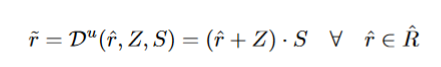 r̃ = 𝒟ᵘ(r̂, Z, S) = (r̂ + Z) · S ∀ r̂ ∈ R̂